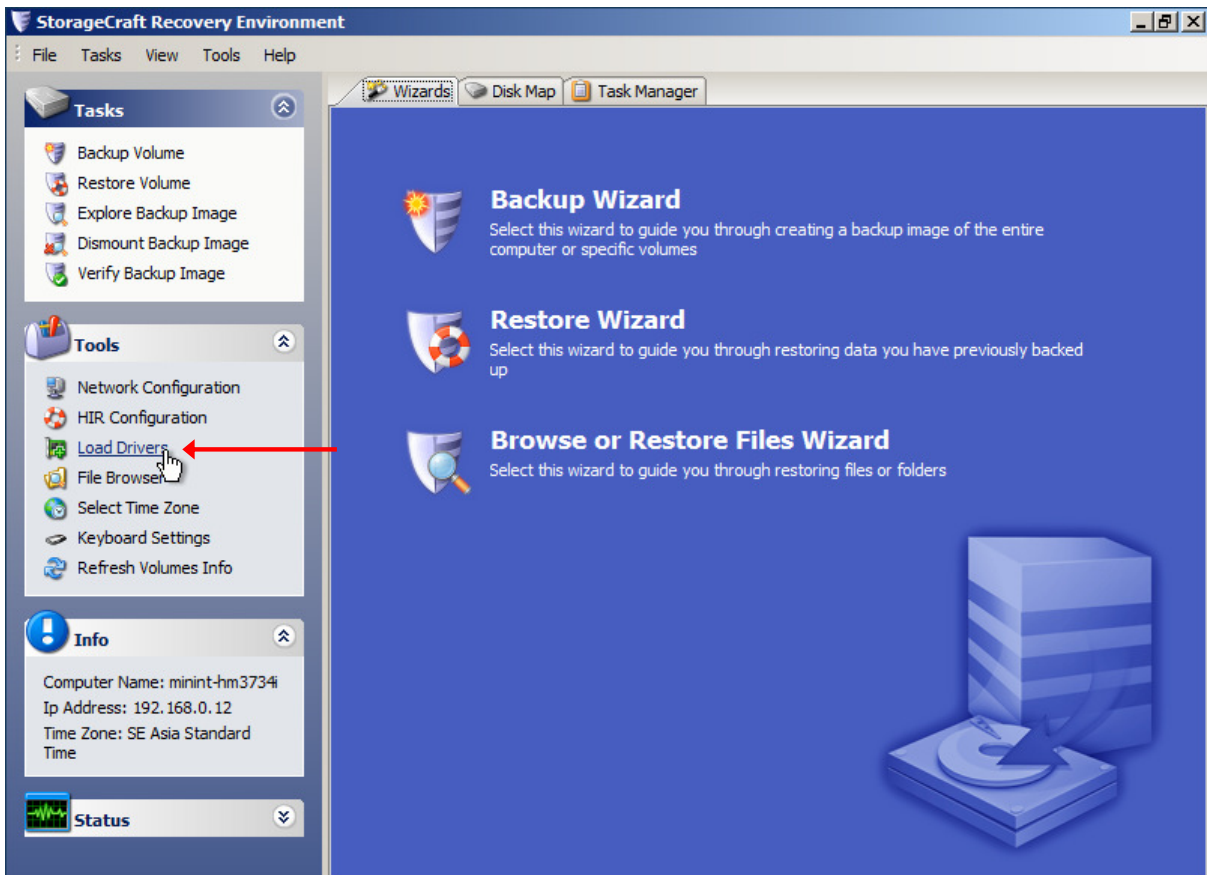 StorageCraft Recovery Environment
File Tasks View Tools Help
Wizards Disk Map Task Manager
Tasks
Backup Volume
Restore Volume
Explore Backup Image
Dismount Backup Image
Verify Backup Image
Tools
Network Configuration
HIR Configuration
Load Drivers
File Browser
Select Time Zone
Keyboard Settings
Refresh Volumes Info
Info
Computer Name: minint-hm3734i
Ip Address: 192.168.0.12
Time Zone: SE Asia Standard
Time
Status
Backup Wizard
Select this wizard to guide you through creating a backup image of the entire
computer or specific volumes
Restore Wizard
Select this wizard to guide you through restoring data you have previously backed
up
Browse or Restore Files Wizard
Select this wizard to guide you through restoring files or folders